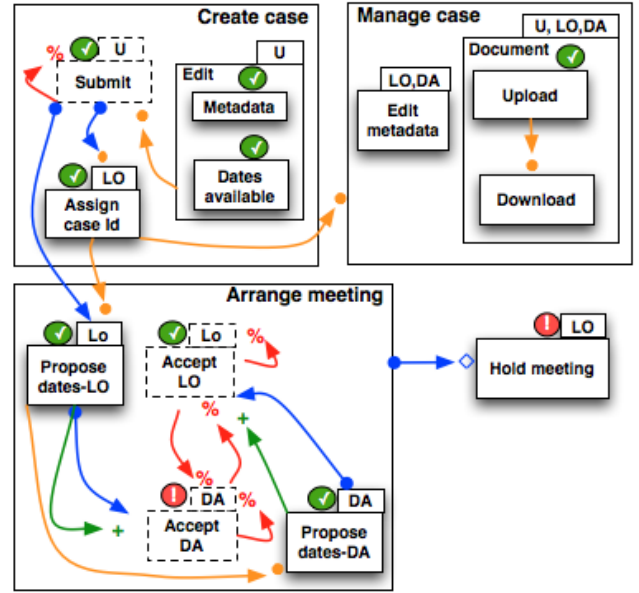 Create case
% U
Submit
U
Edit
Metadata
Dates
available
LO
Assign
case Id
Manage case
U, LO,DA
Document
LO,DA
Edit
metadata
Upload
Download
Arrange meeting
Lo
Propose
dates-LO
Lo
%
Accept
LO
%
+
%
DA
%
Accept
DA
+
DA
Propose
dates-DA
! LO
Hold meeting
!